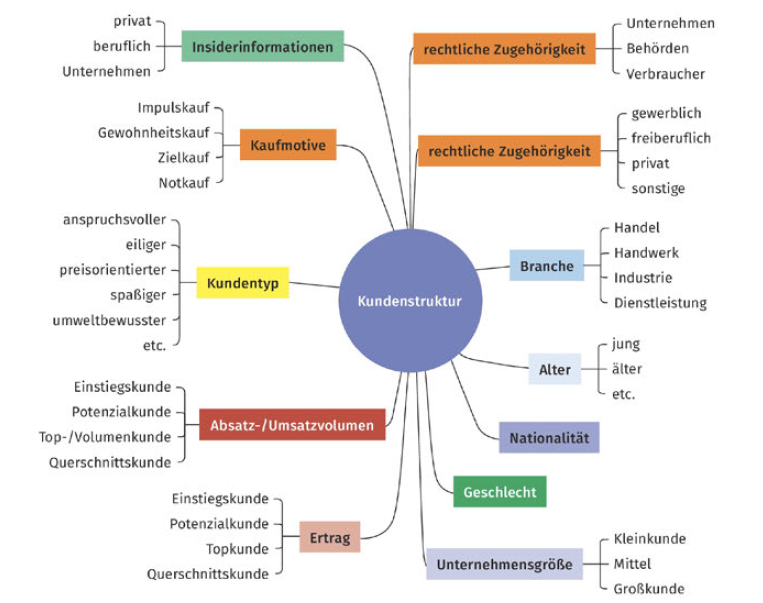 privat
beruflich
Unternehmen
Insiderinformationen
Impulskauf
Gewohnheitskauf
Zielkauf
Notkauf
Kaufmotive
anspruchsvoller
eiliger
preisorientierter
spaßiger
umweltbewusster
etc.
Kundentyp
Einstiegskunde
Potenzialkunde
Top-/Volumenkunde
Querschnittskunde
Absatz-/Umsatzvolumen
Einstiegskunde
Potenzialkunde
Topkunde
Querschnittskunde
Ertrag
Kundenstruktur
rechtliche Zugehörigkeit
Unternehmen
Behörden
Verbraucher
rechtliche Zugehörigkeit
gewerblich
freiberuflich
privat
sonstige
Branche
Handel
Handwerk
Industrie
Dienstleistung
Alter
jung
älter
etc.
Nationalität
Geschlecht
Unternehmensgröße
Kleinkunde
Mittel
Großkunde